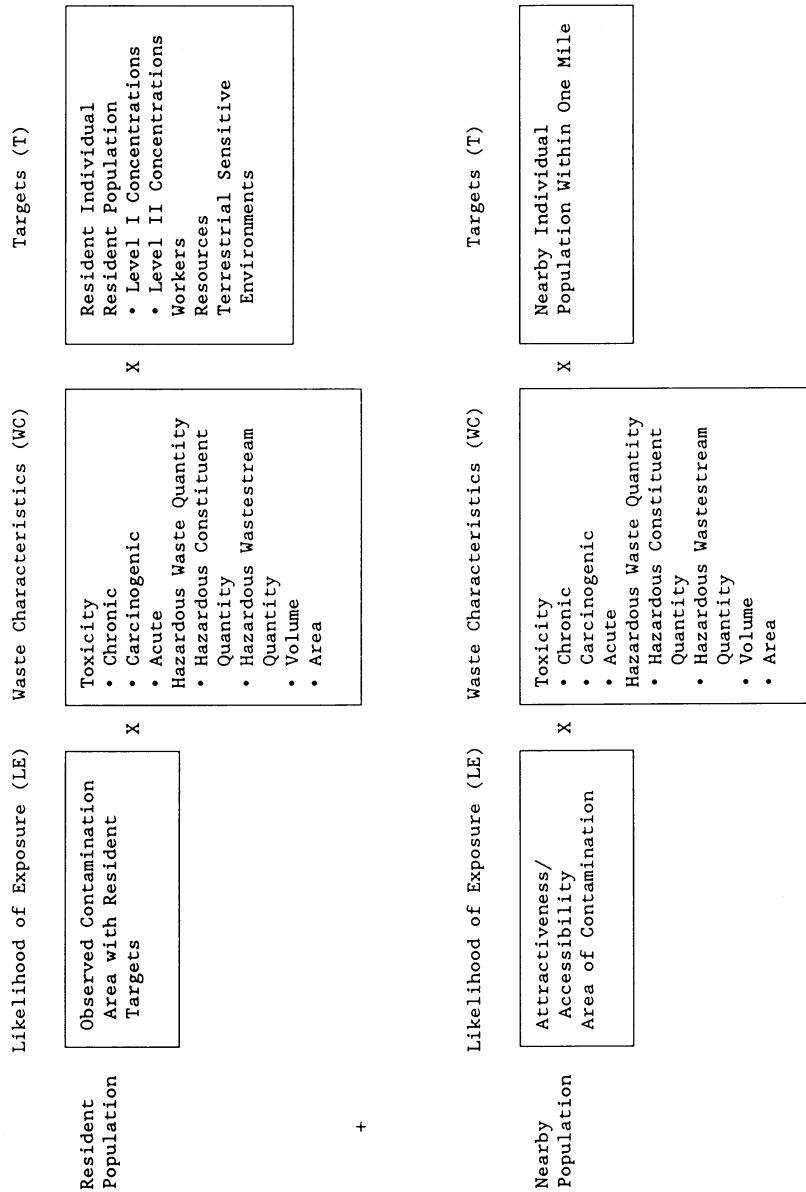 Likelihood of Exposure (LE)
Waste Characteristics (WC)
Targets (T)
Resident
Population
Observed Contamination
Area with Resident
Targets
X
Toxicity
• Chronic
• Carcinogenic
• Acute
Hazardous Waste Quantity
• Hazardous Constituent
Quantity
• Hazardous Wastestream
Quantity
• Volume
• Area
X
Resident Individual
Resident Population
• Level I Concentrations
• Level II Concentrations
Workers
Resources
Terrestrial Sensitive
Environments
+
Likelihood of Exposure (LE)
Waste Characteristics (WC)
Targets (T)
Nearby
Population
Attractiveness/
Accessibility
Area of Contamination
X
Toxicity
• Chronic
• Carcinogenic
• Acute
Hazardous Waste Quantity
• Hazardous Constituent
Quantity
• Hazardous Wastestream
Quantity
• Volume
• Area
X
Nearby Individual
Population Within One Mile